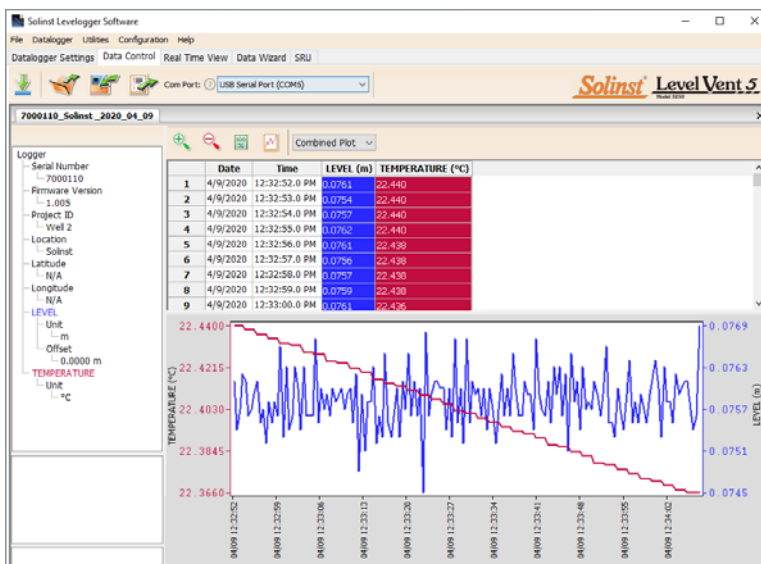 Solinst Levelogger Software
File Datalogger Utilities Configuration Help
Datalogger Settings Data Control Real Time View Data Wizard SRU
Com Port: USB Serial Port (COM5)
Solinst LevelVent 5
7000110_Solinst _2020_04_09
Combined Plot
Logger
Serial Number
7000110
Firmware Version
1.005
Project ID
Well 2
Location
Solinst
Latitude
N/A
Longitude
N/A
LEVEL
Unit
m
Offset
0.0000 m
TEMPERATURE
Unit
°C
Date Time LEVEL (m) TEMPERATURE (°C)
1 4/9/2020 12:32:52.0 PM 0.0761 22.440
2 4/9/2020 12:32:53.0 PM 0.0754 22.440
3 4/9/2020 12:32:54.0 PM 0.0757 22.440
4 4/9/2020 12:32:55.0 PM 0.0762 22.440
5 4/9/2020 12:32:56.0 PM 0.0761 22.438
6 4/9/2020 12:32:57.0 PM 0.0756 22.438
7 4/9/2020 12:32:58.0 PM 0.0757 22.438
8 4/9/2020 12:32:59.0 PM 0.0759 22.438
9 4/9/2020 12:33:00.0 PM 0.0761 22.436
TEMPERATURE (°C)
22.4400
22.4215
22.4030
22.3845
22.3660
0.0769
0.0763
0.0757
0.0751
0.0745
LEVEL (m)
04/09 12:32:52
04/09 12:32:59
04/09 12:33:06
04/09 12:33:13
04/09 12:33:20
04/09 12:33:27
04/09 12:33:34
04/09 12:33:41
04/09 12:33:48
04/09 12:33:55
04/09 12:34:02